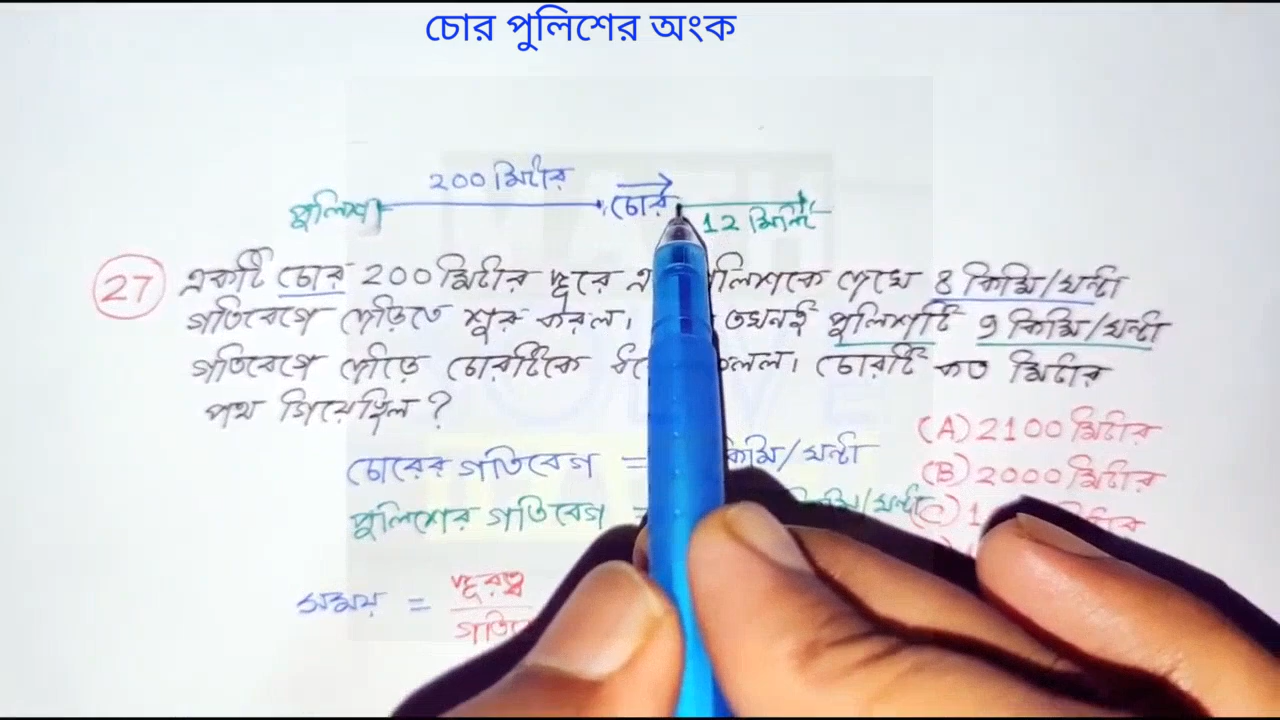 চোর পুলিশের অংক
200 মিটার
পুলিশ চোর 12 মিনিট
27 একটি চোর 200 মিটার দূরে পুলিশকে দেখে 8 কিমি/ঘন্টা
গতিবেগে দৌড়াতে শুরু করল। তখনই পুলিশটি 9 কিমি/ঘন্টা
গতিবেগে দৌড়ে চোরটিকে ফেলল। চোরটি কত মিটার
পথ গিয়েছিল?
(A) 2100 মিটার
চোরের গতিবেগ = কিমি/ঘন্টা
(B) 2000 মিটার
পুলিশের গতিবেগ = কিমি/ঘন্টা
সময় = দূরত্ব